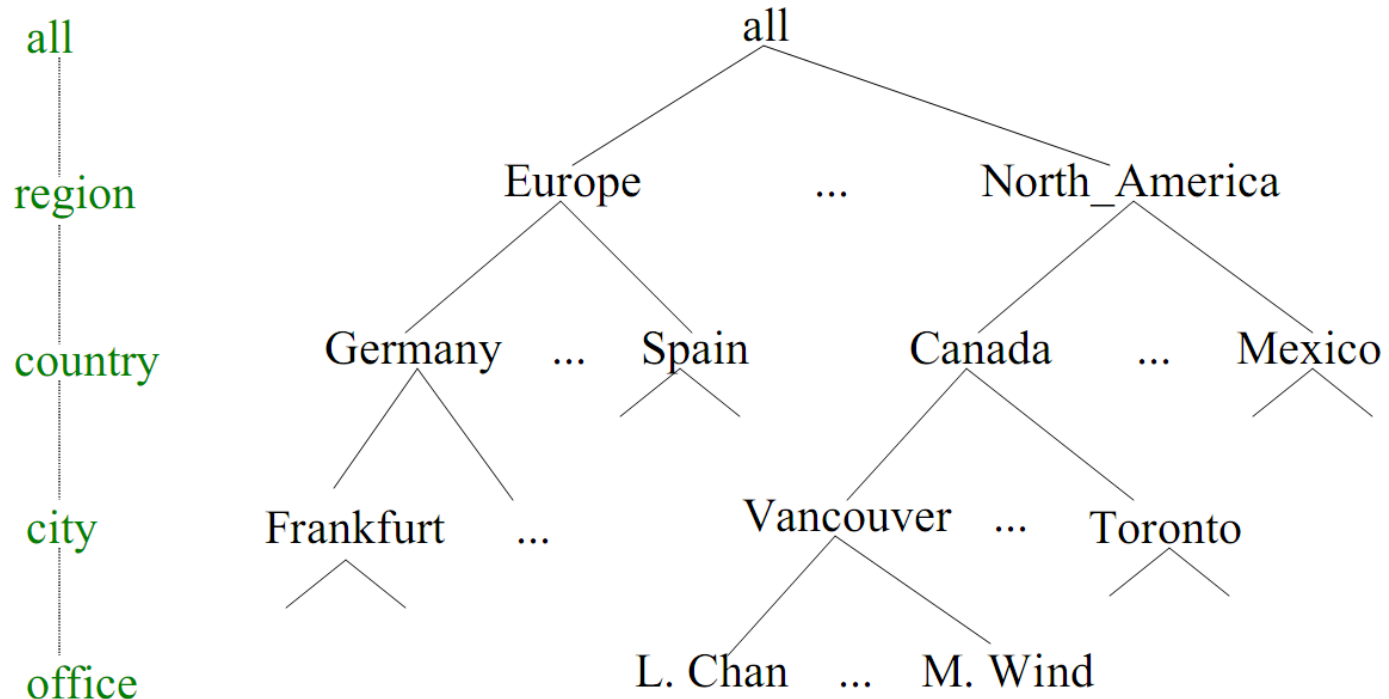 all all
region Europe ... North_America
country Germany ... Spain Canada ... Mexico
city Frankfurt ... Vancouver ... Toronto
office L. Chan ... M. Wind